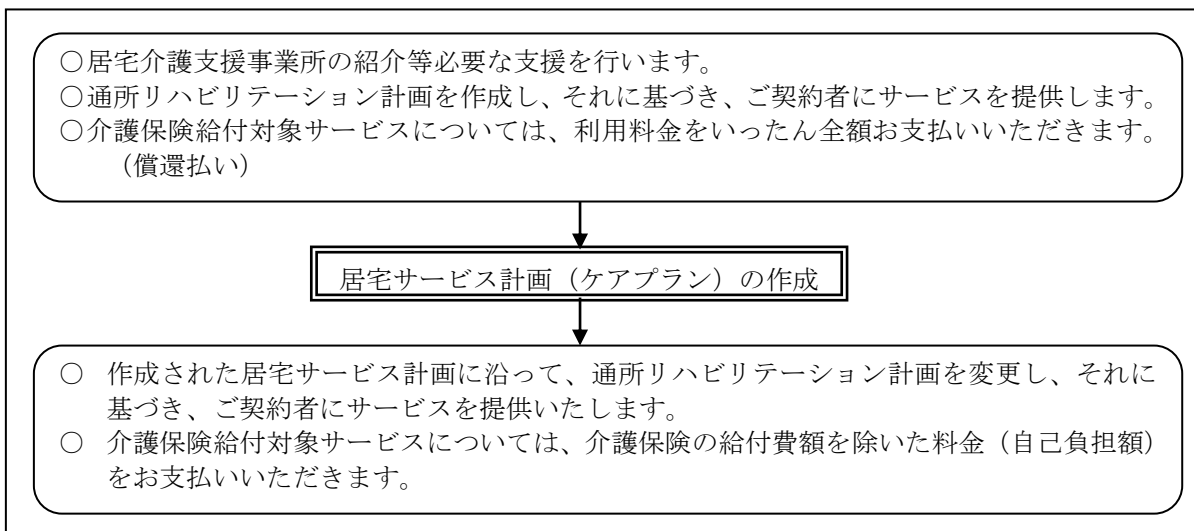 ○居宅介護支援事業所の紹介等必要な支援を行います。
○通所リハビリテーション計画を作成し、それに基づき、ご契約者にサービスを提供します。
○介護保険給付対象サービスについては、利用料金をいったん全額お支払いいただきます。
（償還払い）
居宅サービス計画（ケアプラン）の作成
○　作成された居宅サービス計画に沿って、通所リハビリテーション計画を変更し、それに
基づき、ご契約者にサービスを提供いたします。
○　介護保険給付対象サービスについては、介護保険の給付費額を除いた料金（自己負担額）
をお支払いいただきます。